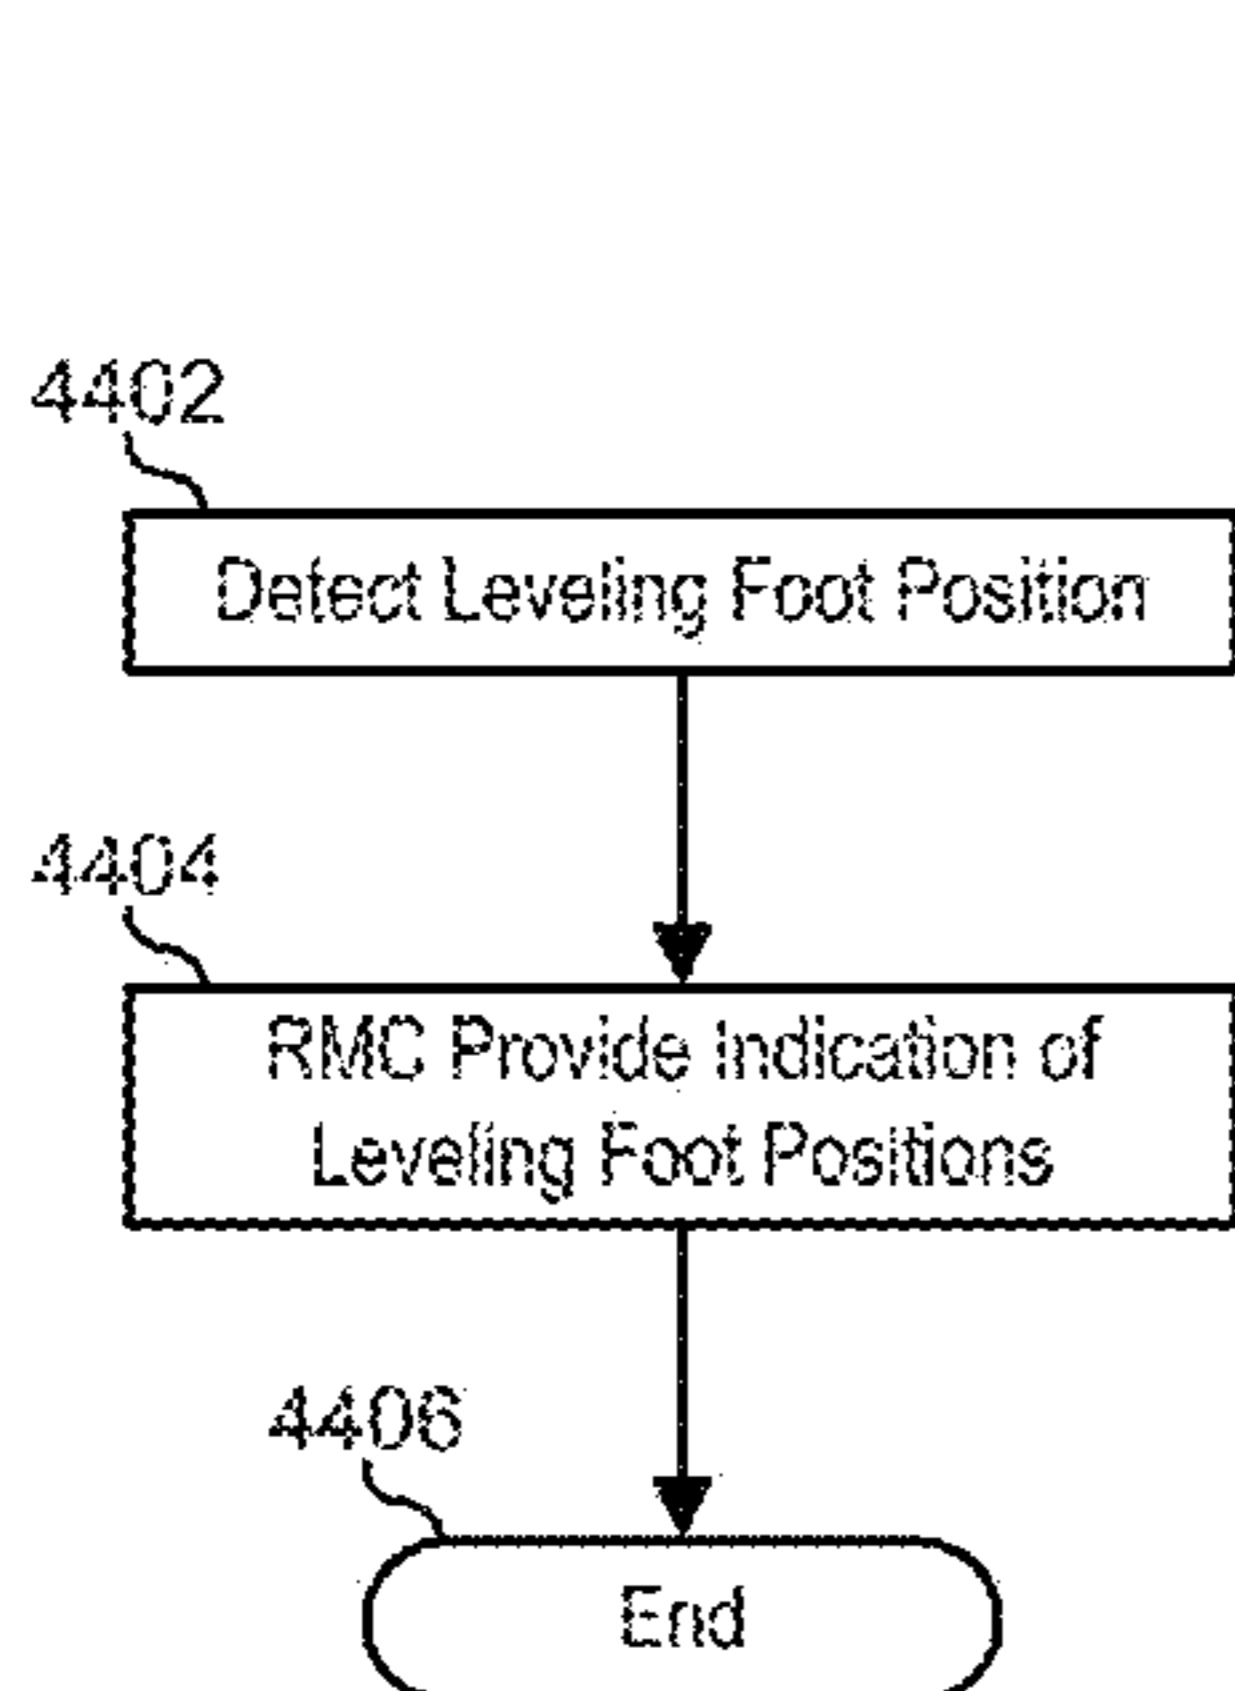 4402
Detect Leveling Foot Position
4404
RMC Provide Indication of
Leveling Foot Positions
4406
End